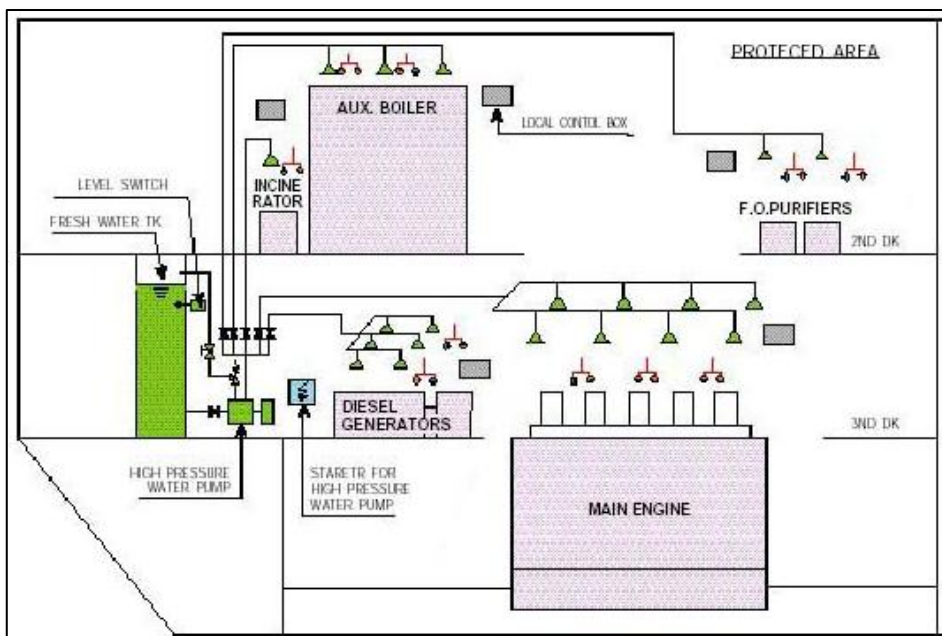 PROTECED AREA
AUX. BOILER
LOCAL CONTOL BOX
LEVEL SWITCH
FRESH WATER TK
INCINE
RATOR
F.O.PURIFIERS
2ND DK
DIESEL
GENERATORS
3ND DK
HIGH PRESSURE
WATER PUMP
STARETR FOR
HIGH PRESSURE
WATER PUMP
MAIN ENGINE